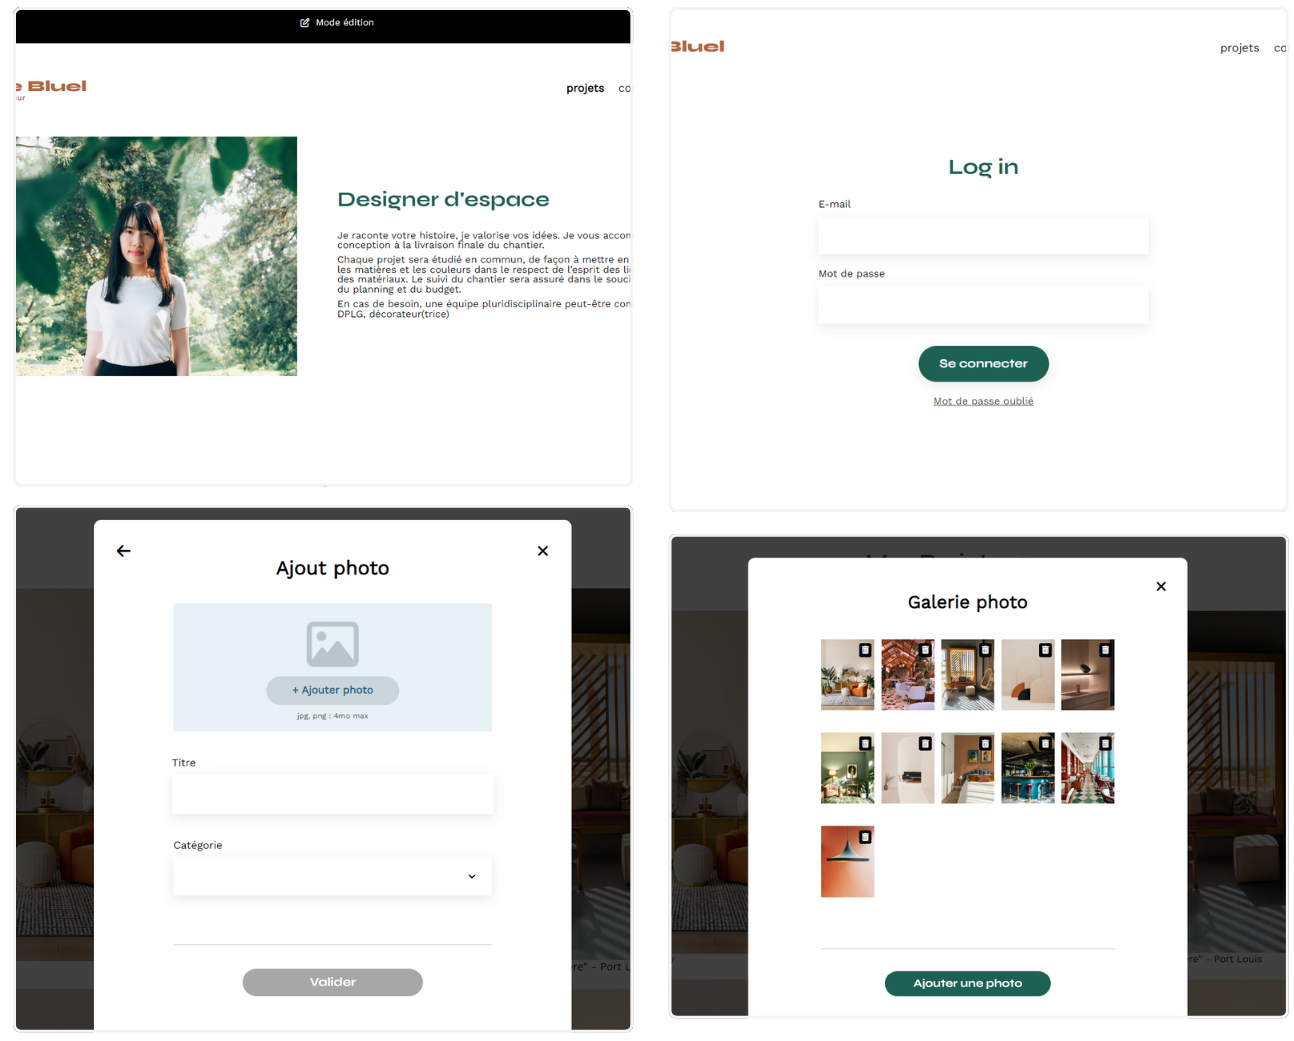 Mode édition
e Bluel
eur
projets
co
Designer d'espace
Je raconte votre histoire, je valorise vos idées. Je vous accom
conception à la livraison finale du chantier.
Chaque projet sera étudié en commun, de façon à mettre en
les matières et les couleurs dans le respect de l'esprit des li
des matériaux. Le suivi du chantier sera assuré dans le souci
du planning et du budget.
En cas de besoin, une équipe pluridisciplinaire peut-être con
DPLG, décorateur(trice)
Bluel
projets
co
Log in
E-mail
Mot de passe
Se connecter
Mot de passe oublié
Ajout photo
+ Ajouter photo
jpg, png : 4mo max
Titre
Catégorie
Valider
ère” - Port L
Galerie photo
Ajouter une photo
re” - Port Louis